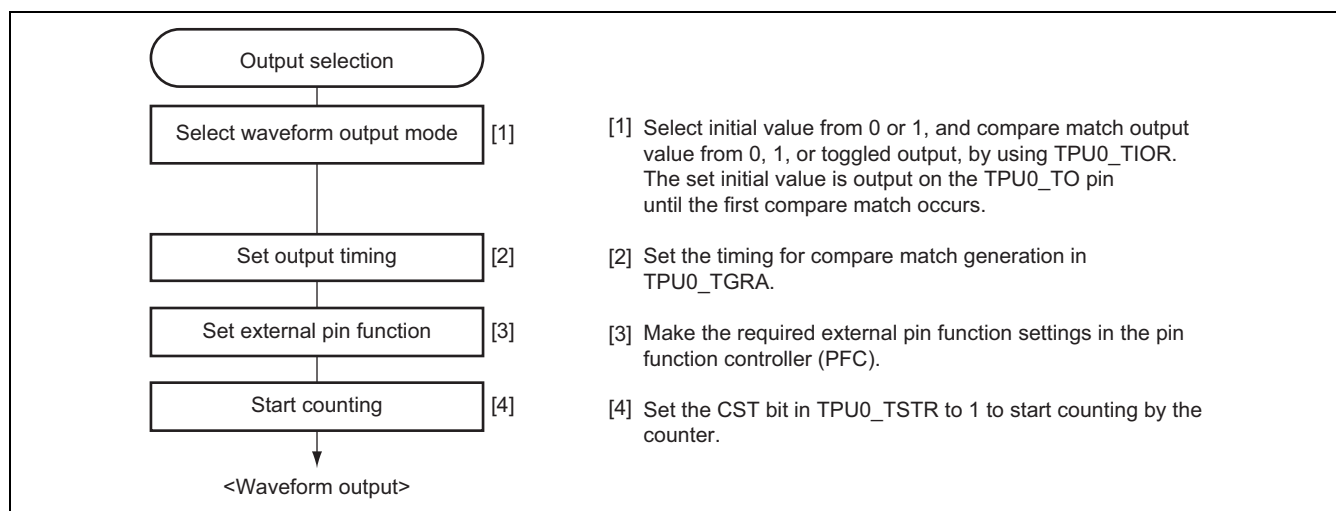 Output selection
Select waveform output mode [1]
Set output timing [2]
Set external pin function [3]
Start counting [4]
<Waveform output>
[1] Select initial value from 0 or 1, and compare match output
value from 0, 1, or toggled output, by using TPU0_TIOR.
The set initial value is output on the TPU0_TO pin
until the first compare match occurs.
[2] Set the timing for compare match generation in
TPU0_TGRA.
[3] Make the required external pin function settings in the pin
function controller (PFC).
[4] Set the CST bit in TPU0_TSTR to 1 to start counting by the
counter.